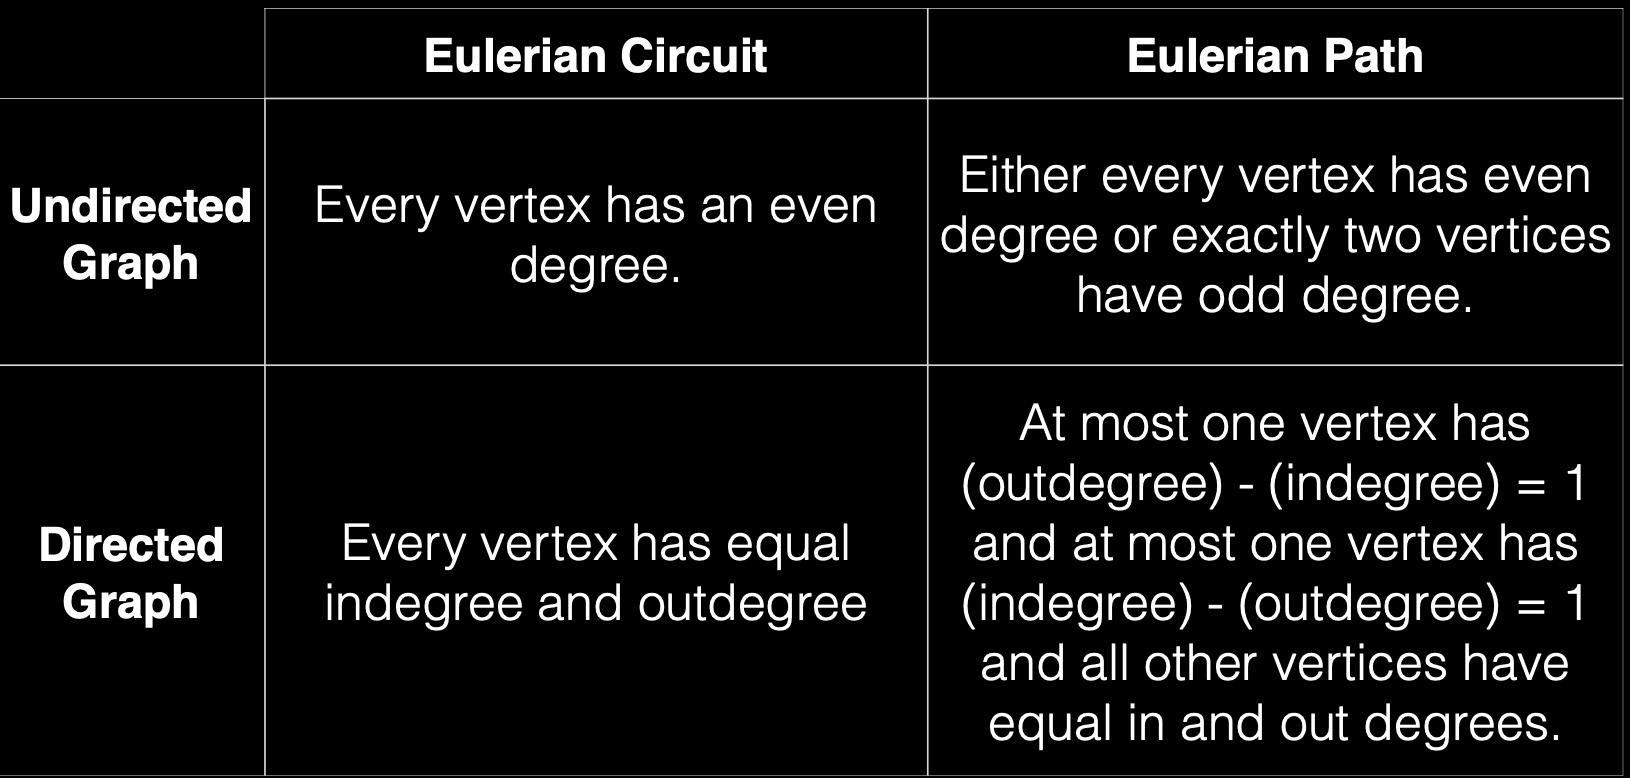 Eulerian Circuit
Eulerian Path
Undirected
Graph
Every vertex has an even
degree.
Either every vertex has even
degree or exactly two vertices
have odd degree.
Directed
Graph
Every vertex has equal
indegree and outdegree
At most one vertex has
(outdegree) - (indegree) = 1
and at most one vertex has
(indegree) - (outdegree) = 1
and all other vertices have
equal in and out degrees.